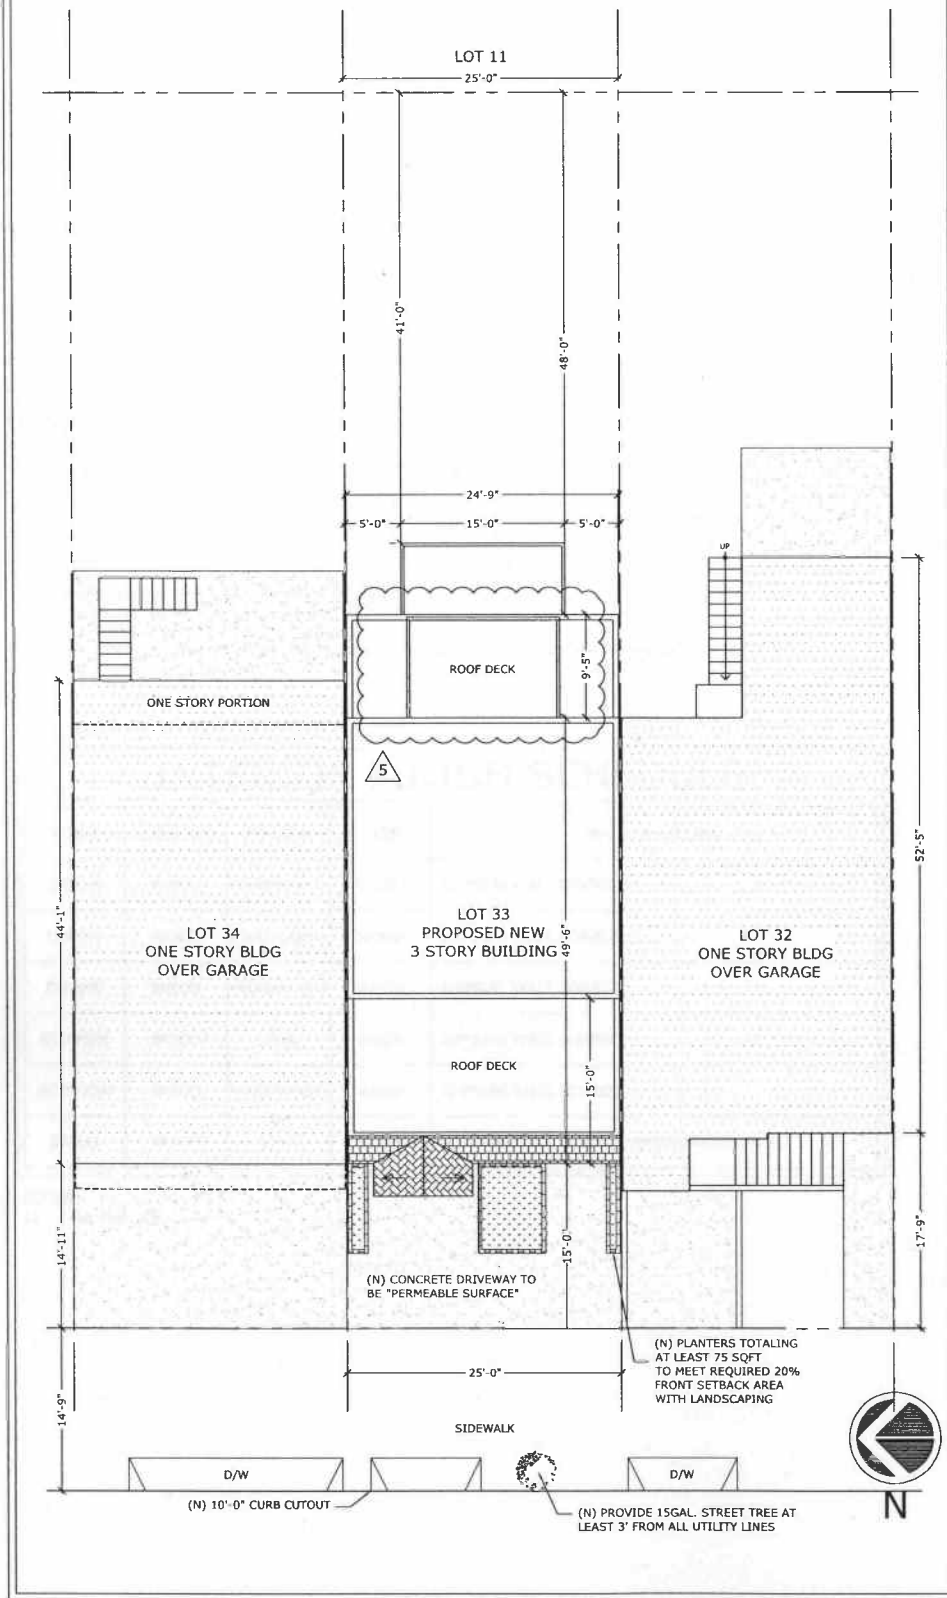 LOT 11
25'-0"
41'-0"
48'-0"
24'-9"
5'-0"
15'-0"
5'-0"
UP
ROOF DECK
9'-5"
ONE STORY PORTION
5
44'-1"
52'-5"
LOT 34
ONE STORY BLDG
OVER GARAGE
LOT 33
PROPOSED NEW
3 STORY BUILDING
49'-6"
LOT 32
ONE STORY BLDG
OVER GARAGE
ROOF DECK
15'-0"
14'-11"
15'-0"
17'-9"
(N) CONCRETE DRIVEWAY TO
BE "PERMEABLE SURFACE"
(N) PLANTERS TOTALING
AT LEAST 75 SQFT
TO MEET REQUIRED 20%
FRONT SETBACK AREA
WITH LANDSCAPING
25'-0"
14'-9"
SIDEWALK
D/W
D/W
(N) 10'-0" CURB CUTOUT
(N) PROVIDE 15GAL. STREET TREE AT
LEAST 3' FROM ALL UTILITY LINES
N